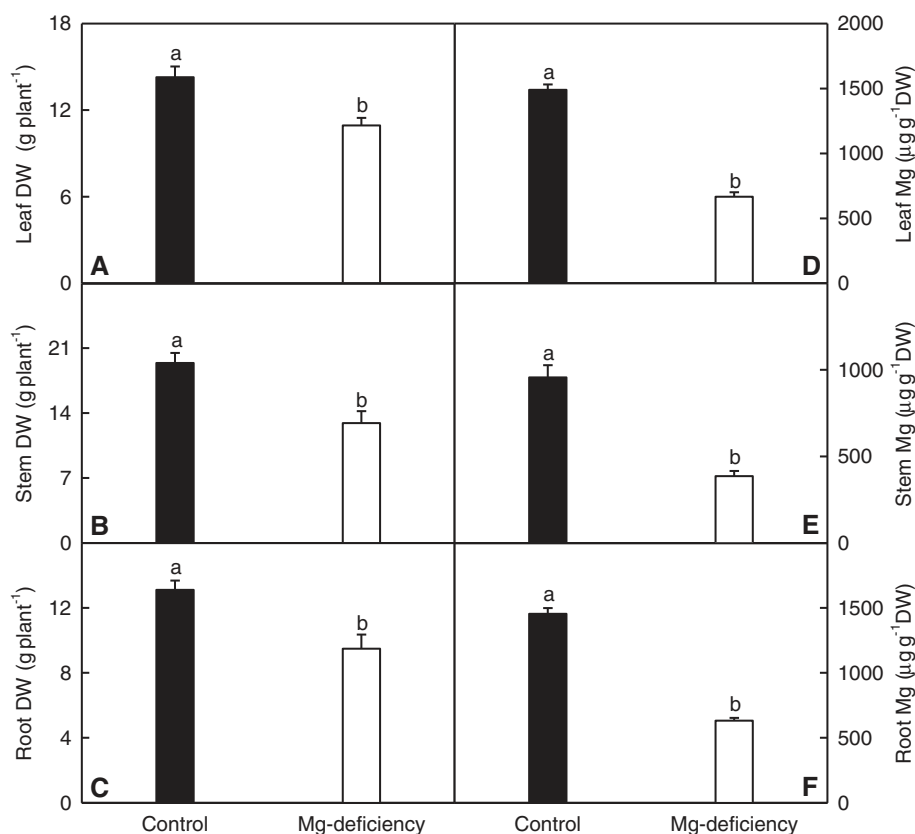 18
12
6
0
Leaf DW (g plant⁻¹)
a
b
A
2000
1500
1000
500
0
Leaf Mg (μg g⁻¹DW)
a
b
D
21
14
7
0
Stem DW (g plant⁻¹)
a
b
B
1000
500
0
Stem Mg (μg g⁻¹DW)
a
b
E
12
8
4
0
Root DW (g plant⁻¹)
a
b
C
1500
1000
500
0
Root Mg (μg g⁻¹DW)
a
b
F
Control
Mg-deficiency
Control
Mg-deficiency